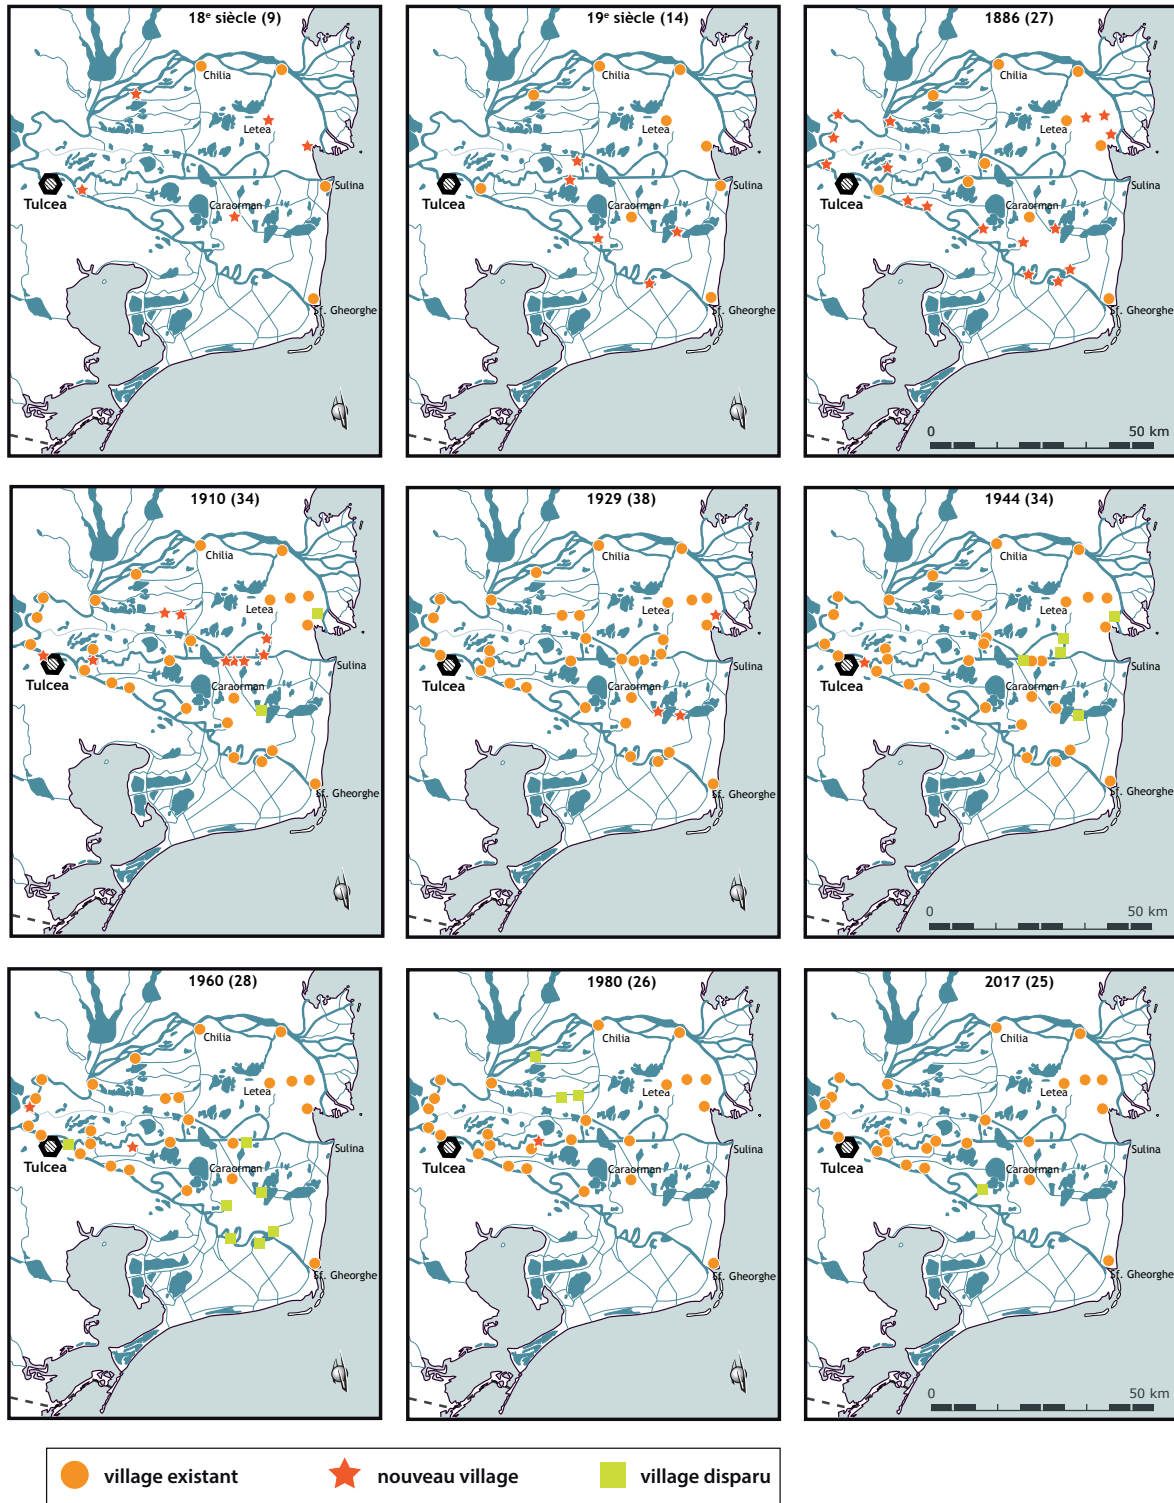 18e siècle (9)
Chilia
Letea
Sulina
Tulcea
Caraorman
Sf. Gheorghe
19e siècle (14)
Chilia
Letea
Sulina
Tulcea
Caraorman
Sf. Gheorghe
1886 (27)
Chilia
Letea
Sulina
Tulcea
Caraorman
Sf. Gheorghe
0 50 km
1910 (34)
Chilia
Letea
Sulina
Tulcea
Caraorman
Sf. Gheorghe
1929 (38)
Chilia
Letea
Sulina
Tulcea
Caraorman
Sf. Gheorghe
1944 (34)
Chilia
Letea
Sulina
Tulcea
Caraorman
Sf. Gheorghe
0 50 km
1960 (28)
Chilia
Letea
Sulina
Tulcea
Caraorman
Sf. Gheorghe
1980 (26)
Chilia
Letea
Sulina
Tulcea
Caraorman
Sf. Gheorghe
2017 (25)
Chilia
Letea
Sulina
Tulcea
Caraorman
Sf. Gheorghe
0 50 km
village existant nouveau village village disparu